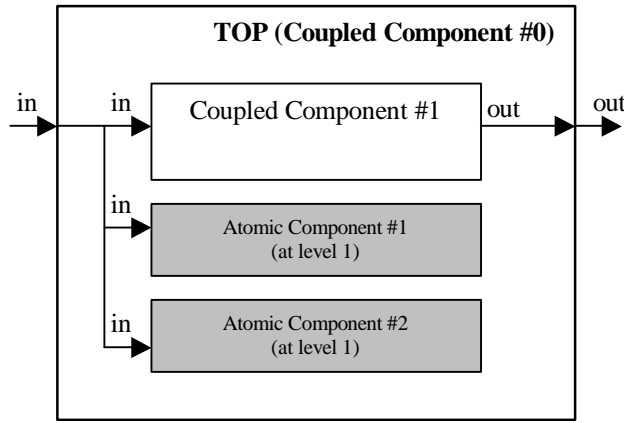 TOP (Coupled Component #0)
in
in
Coupled Component #1
out
out
in
Atomic Component #1
(at level 1)
in
Atomic Component #2
(at level 1)